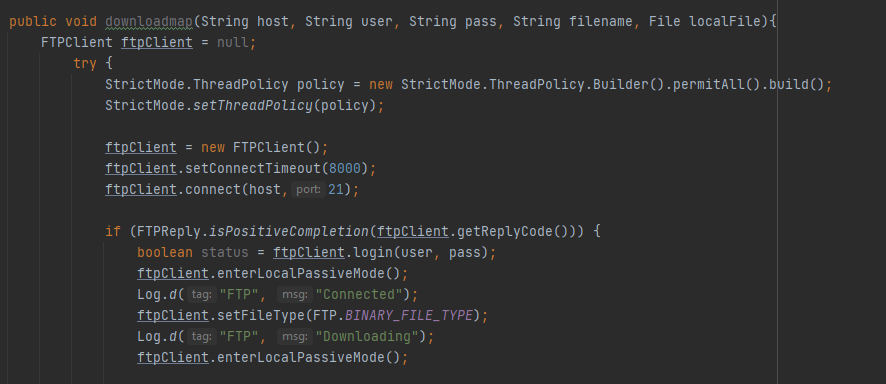 public void downloadmap(String host, String user, String pass, String filename, File localFile){
FTPClient ftpClient = null;
try {
StrictMode.ThreadPolicy policy = new StrictMode.ThreadPolicy.Builder().permitAll().build();
StrictMode.setThreadPolicy(policy);
ftpClient = new FTPClient();
ftpClient.setConnectTimeout(8000);
ftpClient.connect(host, port: 21);
if (FTPReply.isPositiveCompletion(ftpClient.getReplyCode())) {
boolean status = ftpClient.login(user, pass);
ftpClient.enterLocalPassiveMode();
Log.d( tag: "FTP", msg: "Connected");
ftpClient.setFileType(FTP.BINARY_FILE_TYPE);
Log.d( tag: "FTP", msg: "Downloading");
ftpClient.enterLocalPassiveMode();